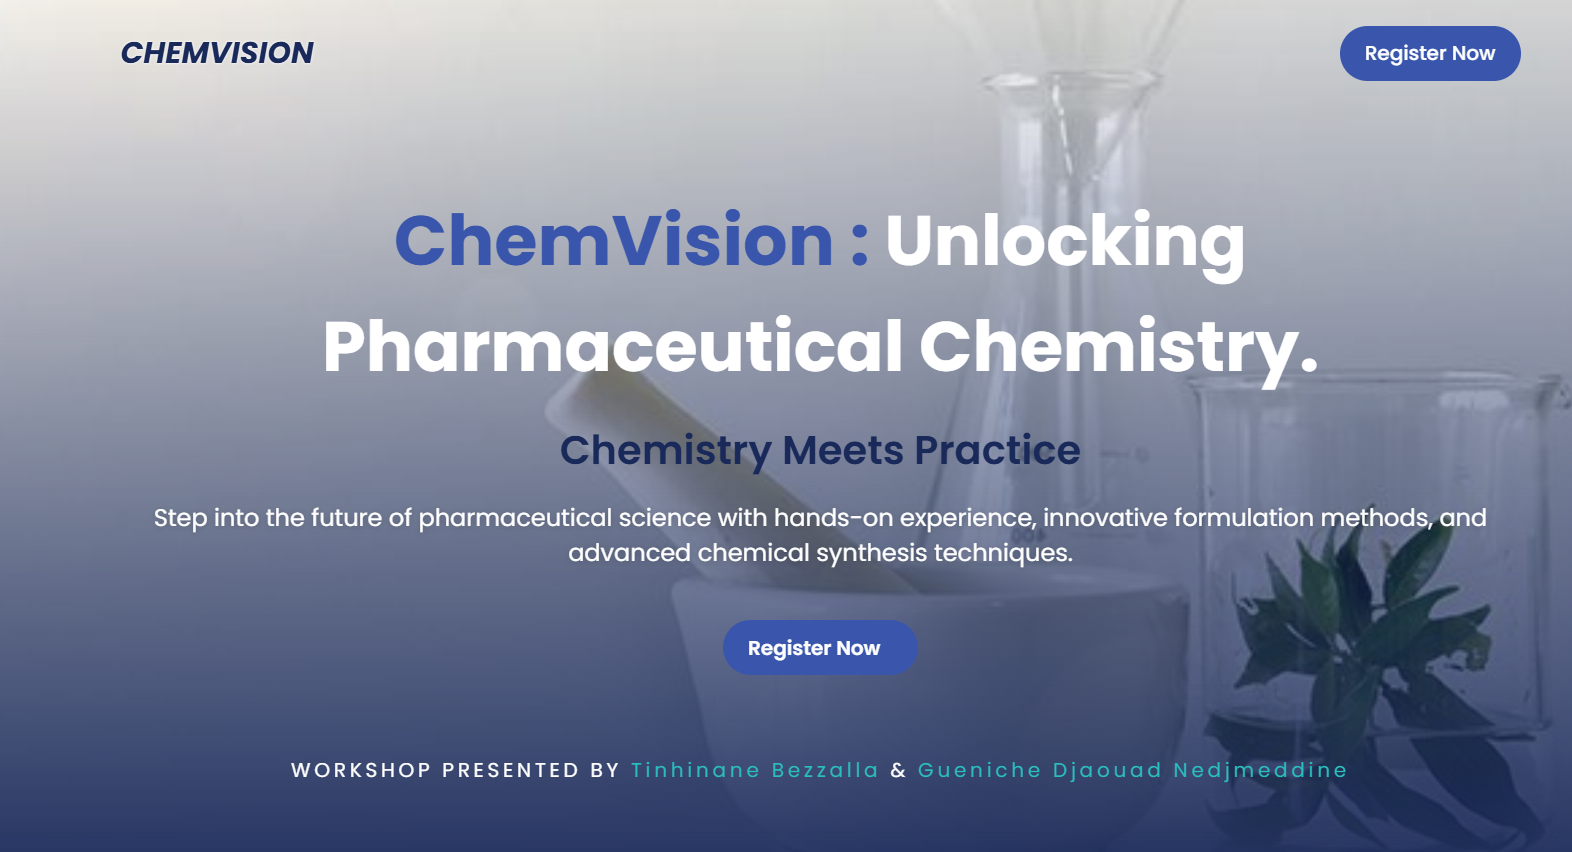 CHEMVISION
Register Now
ChemVision : Unlocking
Pharmaceutical Chemistry.
Chemistry Meets Practice
Step into the future of pharmaceutical science with hands-on experience, innovative formulation methods, and
advanced chemical synthesis techniques.
Register Now
WORKSHOP PRESENTED BY Tinhinane Bezzalla & Gueniche Djaouad Nedjmeddine